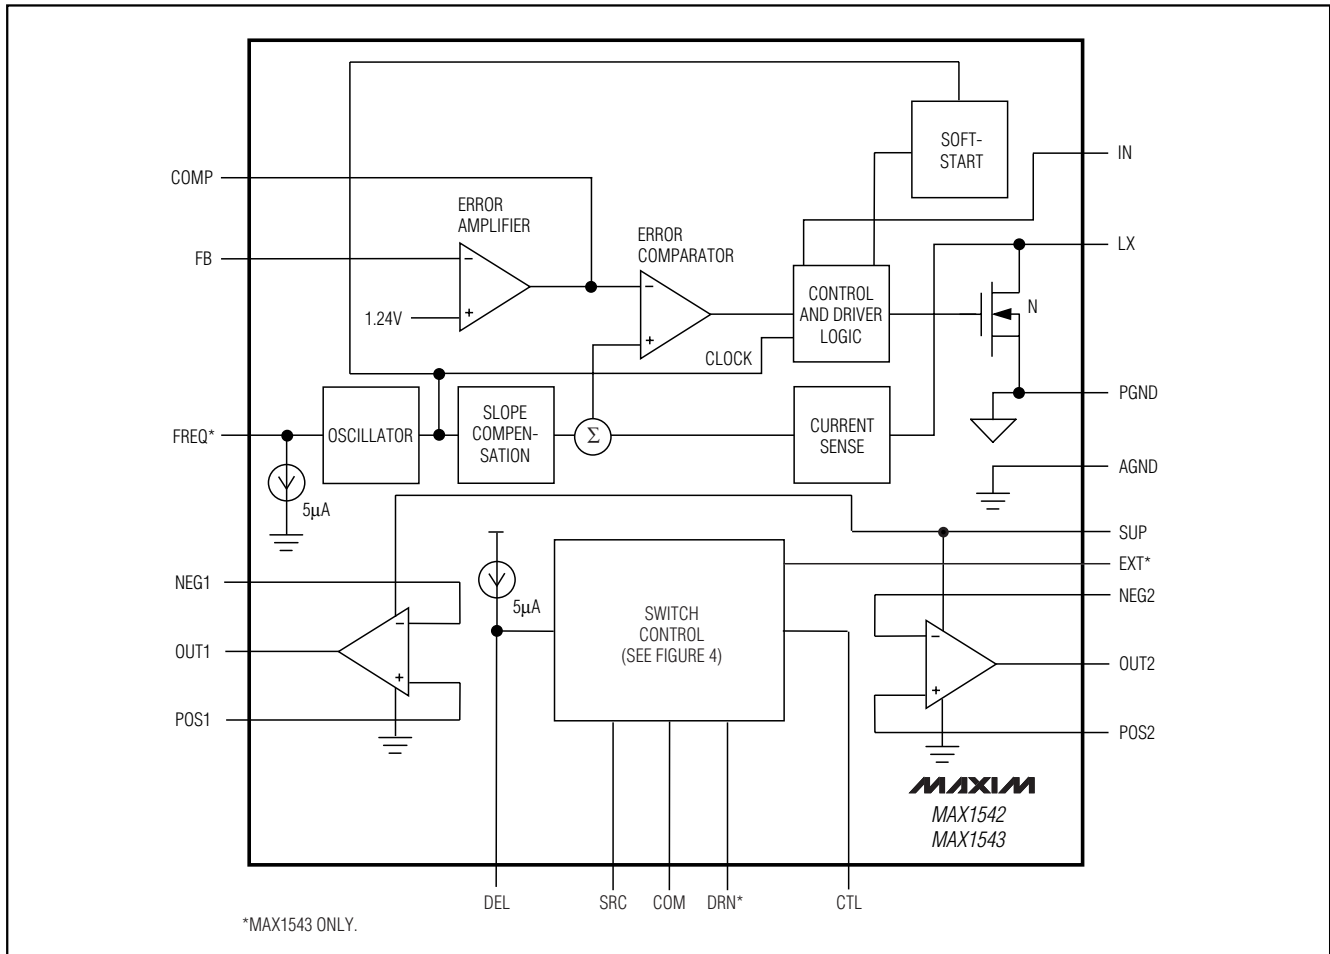 SOFT-
START
IN
COMP
ERROR
AMPLIFIER
ERROR
COMPARATOR
LX
FB
CONTROL
AND DRIVER
LOGIC
N
1.24V
CLOCK
PGND
FREQ*
OSCILLATOR
SLOPE
COMPEN-
SATION
Σ
CURRENT
SENSE
AGND
5µA
SUP
EXT*
NEG1
5µA
NEG2
SWITCH
CONTROL
(SEE FIGURE 4)
OUT1
OUT2
POS1
POS2
MAXIM
MAX1542
MAX1543
DEL
SRC
COM
DRN*
CTL
*MAX1543 ONLY.